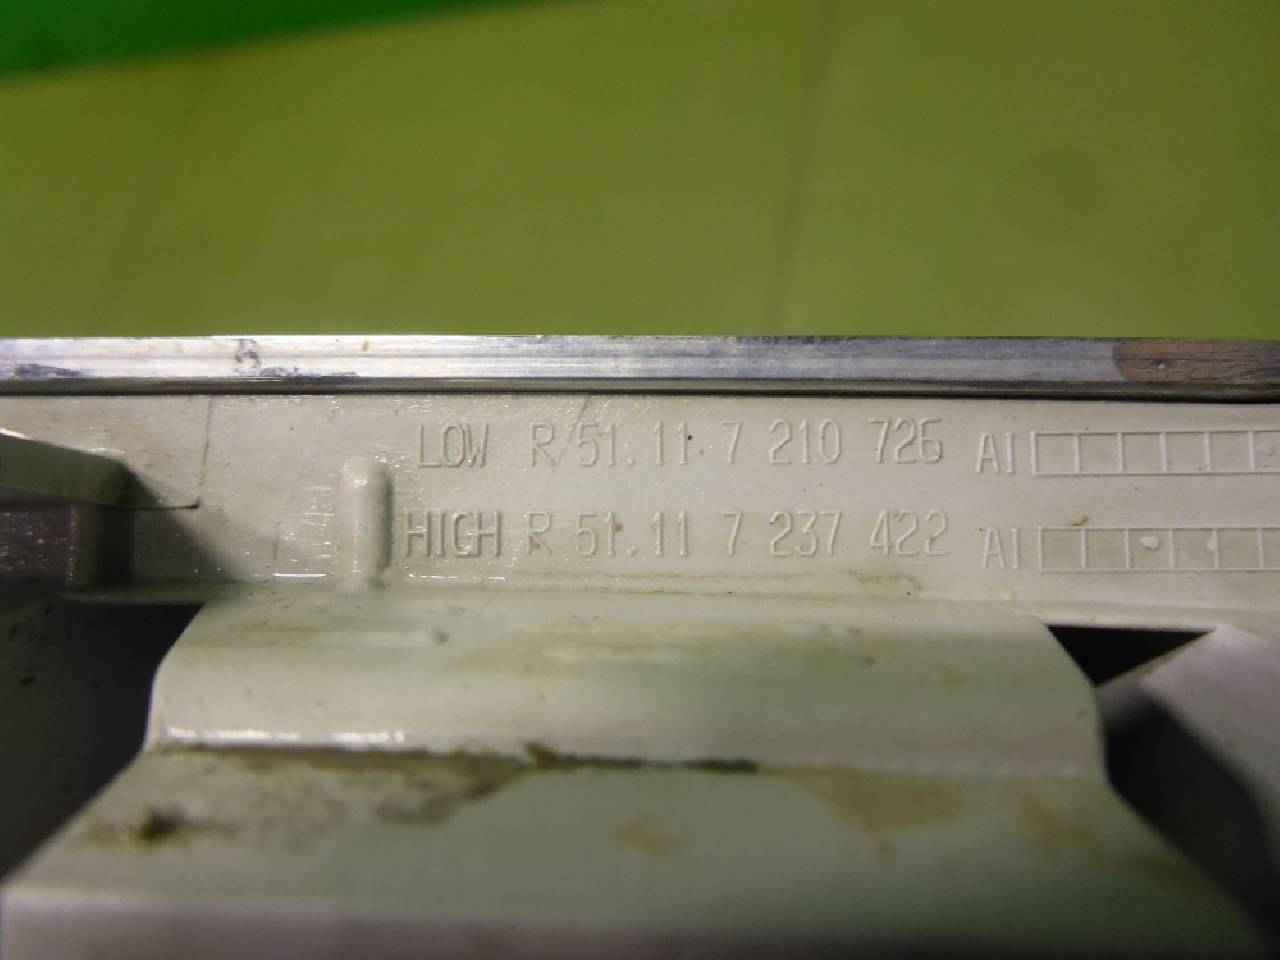 LOW R 51.11 7 210 726 AI
HIGH R 51.11 7 237 422 AI